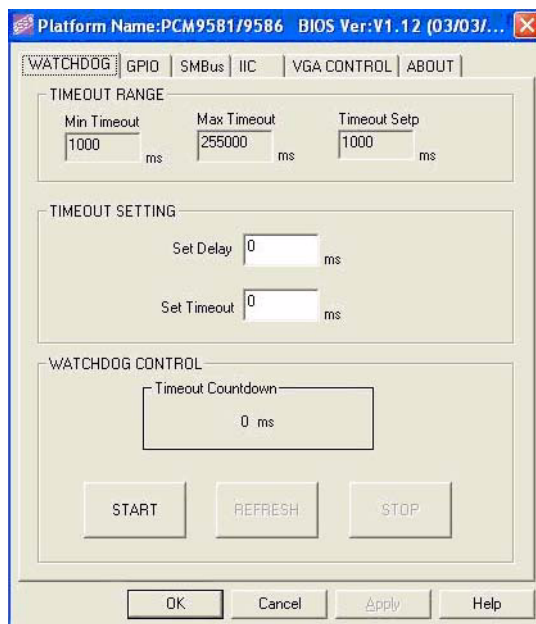 Platform Name:PCM9581/9586 BIOS Ver:V1.12 (03/03/...
WATCHDOG GPIO SMBus IIC VGA CONTROL ABOUT
TIMEOUT RANGE
Min Timeout Max Timeout Timeout Setp
1000 ms 255000 ms 1000 ms
TIMEOUT SETTING
Set Delay 0 ms
Set Timeout 0 ms
WATCHDOG CONTROL
Timeout Countdown
0 ms
START REFRESH STOP
OK Cancel Apply Help